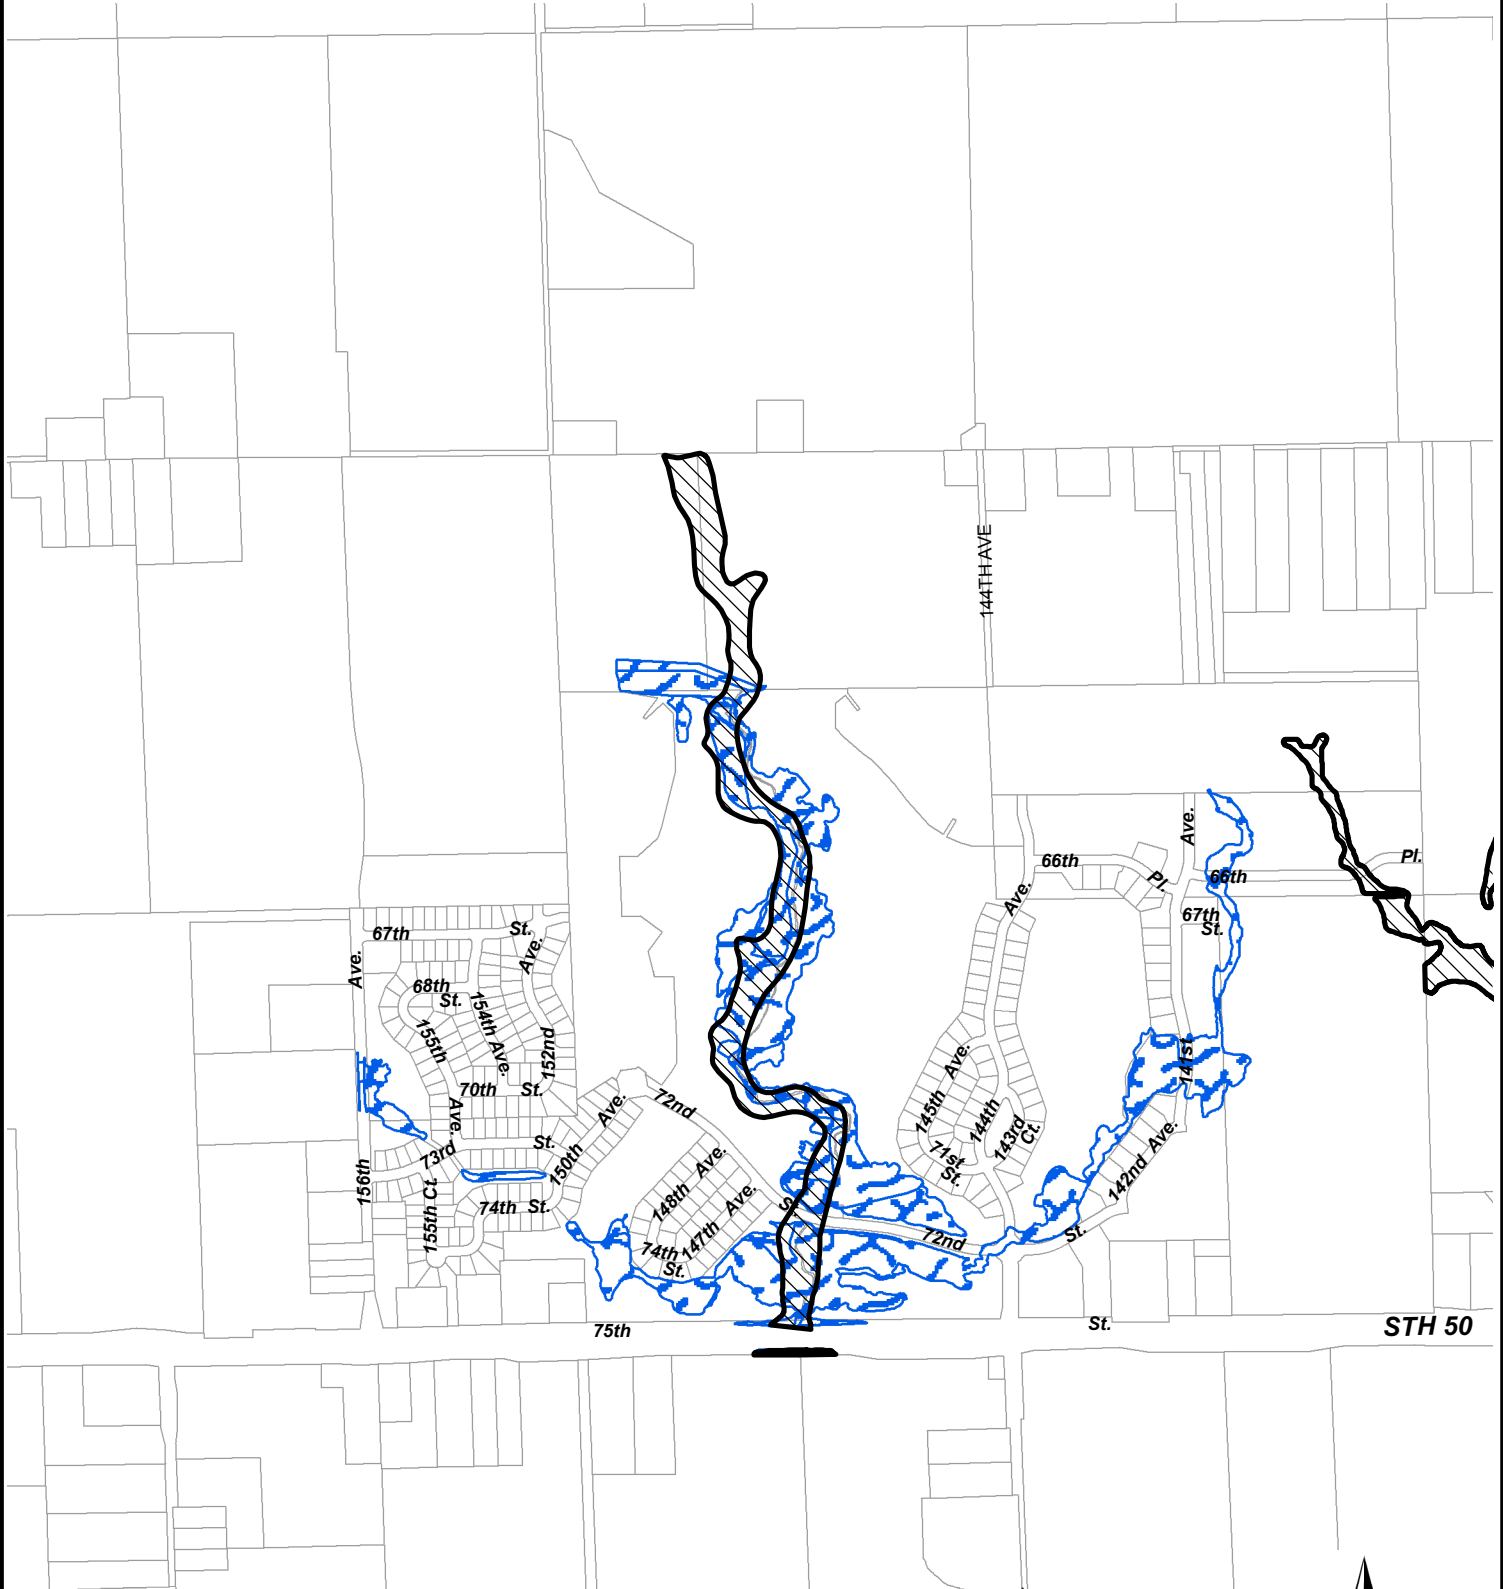 144TH AVE
Ave.
66th
Pl.
Pl.
66th
Ave.
67th
St.
67th
St.
Ave.
Ave.
68th
St.
154th Ave.
155th
152nd
70th
St.
Ave.
Ave.
72nd
145th
Ave.
144th
143rd
Ct.
71st
St.
141st
142nd Ave.
73rd
St.
150th
156th
155th Ct.
74th
St.
148th
Ave.
147th
Ave.
74th
St.
S
72nd
St.
75th
St.
STH 50